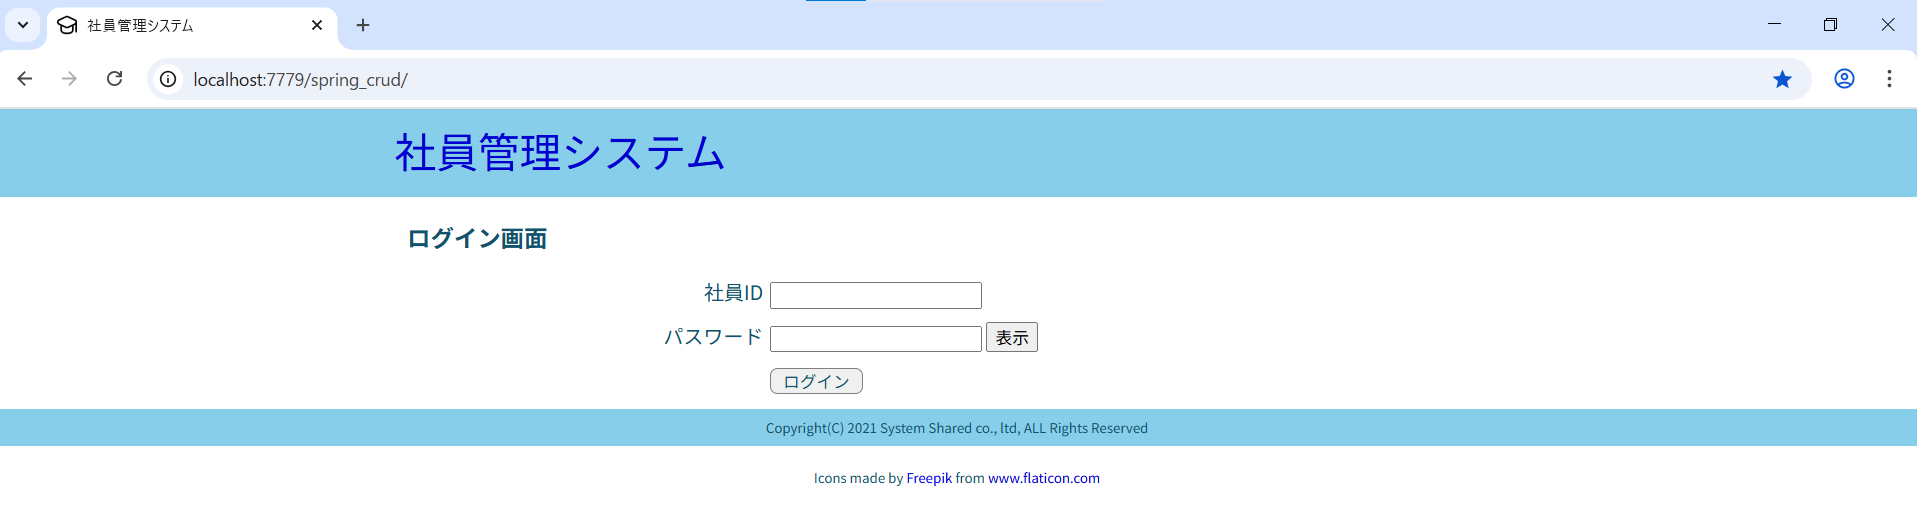 社員管理システム
localhost:7779/spring_crud/
社員管理システム
ログイン画面
社員ID
パスワード 表示
ログイン
Copyright(C) 2021 System Shared co., ltd, ALL Rights Reserved
Icons made by Freepik from www.flaticon.com